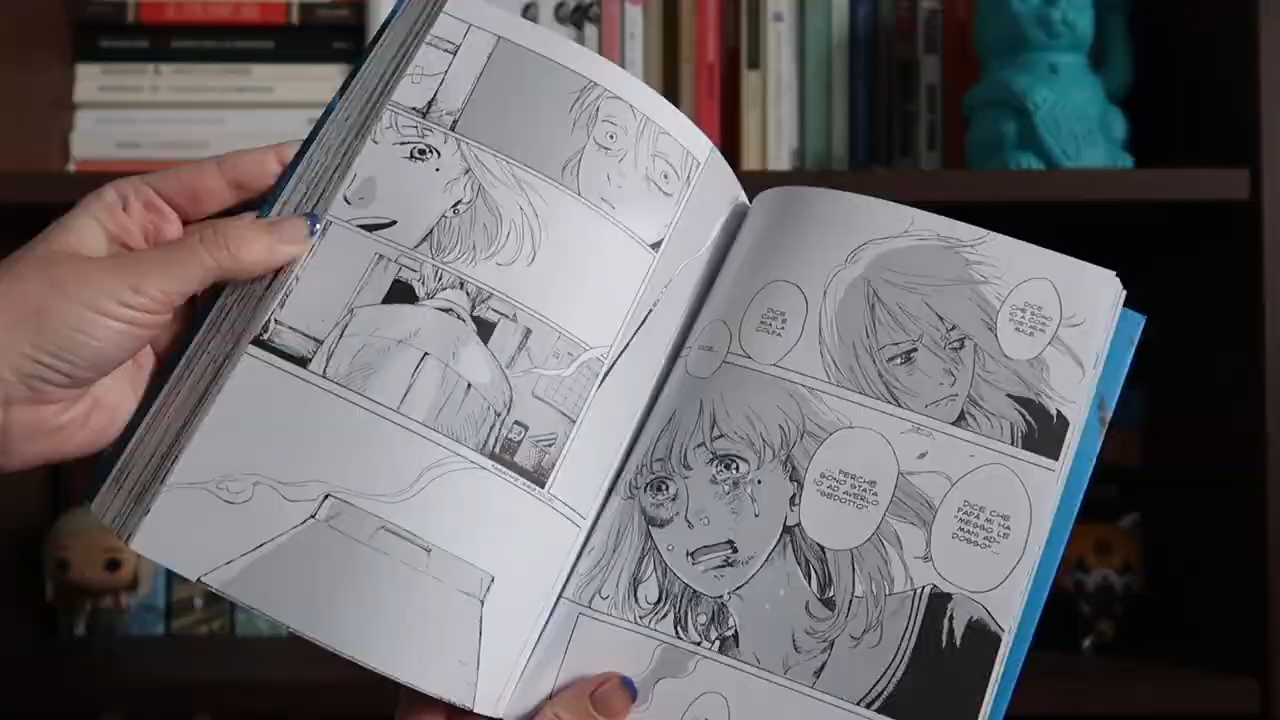 DICE
CHE SONO
IO A COM-
PORTARMI
MALE.
DICE
CHE È
MIA LA
COLPA.
DICE...
DICE CHE
PAPÀ MI HA
"MESSO LE
MANI AD-
DOSSO"...
... PERCHÉ
SONO STATA
IO AD AVERLO
"SEDOTTO".